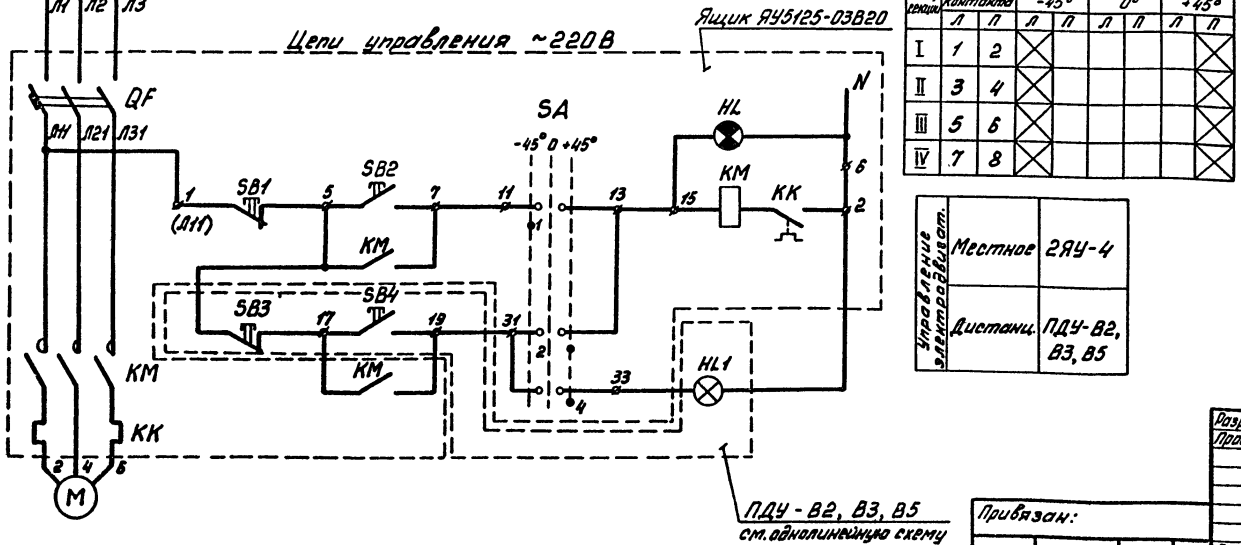 Л1 Л2 Л3
Ящик ЯУ5125-03В20
Цепи управления ~220В
секции контакта -45° 0° +45°
Л П Л П Л П Л П
I 1 2
II 3 4
III 5 6
IV 7 8
QF
Л11 Л21 Л31
SA
-45° 0 +45°
HL
N
1
(Л11)
SB1
5
SB2
7
11
1
13
15
KM
KK
6
2
KM
SB3
17
SB4
19
31
2
KM
33
4
HL1
KM
KK
2 4 6
M
Управление электродвигат.
Местное 2ЯУ-4
Дистанц. ПДУ-В2,
В3, В5
ПДУ - В2, В3, В5
см. однолинейную схему
Привязан: